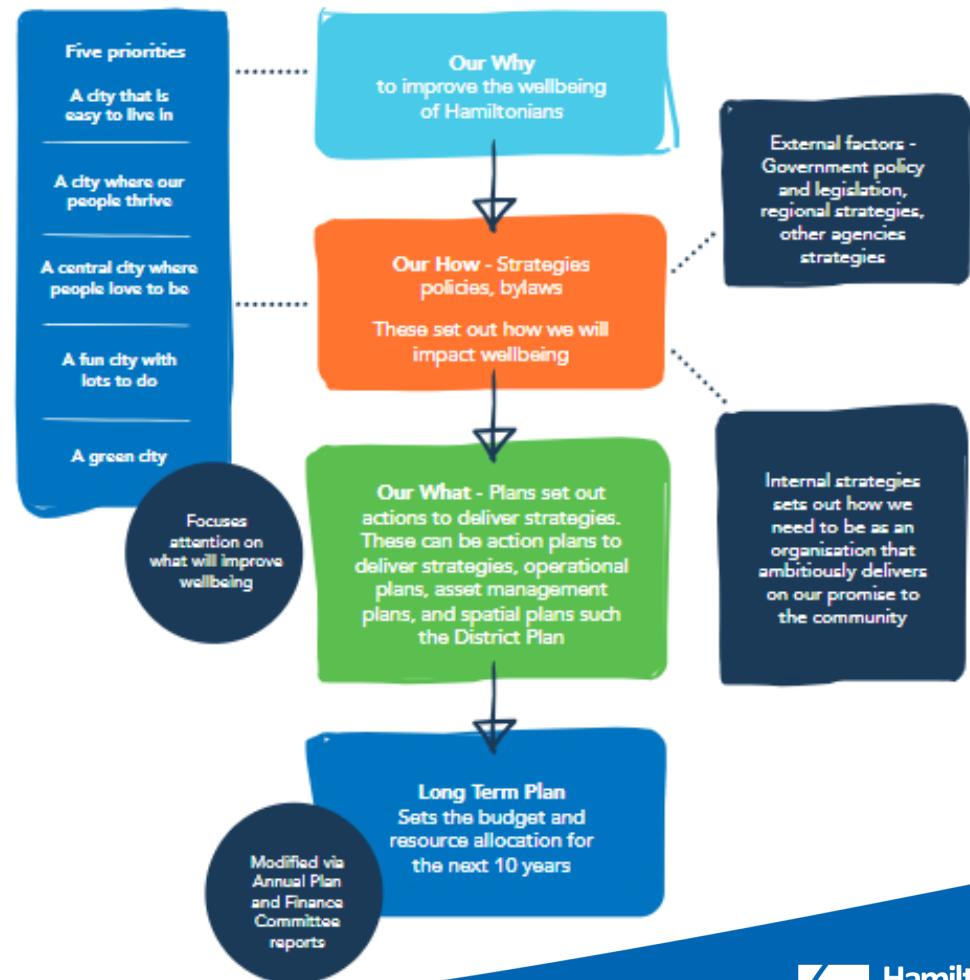 Five priorities
A city that is
easy to live in
A city where our
people thrive
A central city where
people love to be
A fun city with
lots to do
A green city
Focuses
attention on
what will improve
wellbeing
Our Why
to improve the wellbeing
of Hamiltonians
Our How - Strategies
policies, bylaws
These set out how we will
impact wellbeing
Our What - Plans set out
actions to deliver strategies.
These can be action plans to
deliver strategies, operational
plans, asset management
plans, and spatial plans such
the District Plan
Long Term Plan
Sets the budget and
resource allocation for
the next 10 years
Modified via
Annual Plan
and Finance
Committee
reports
External factors -
Government policy
and legislation,
regional strategies,
other agencies
strategies
Internal strategies
sets out how we
need to be as an
organisation that
ambitiously delivers
on our promise to
the community